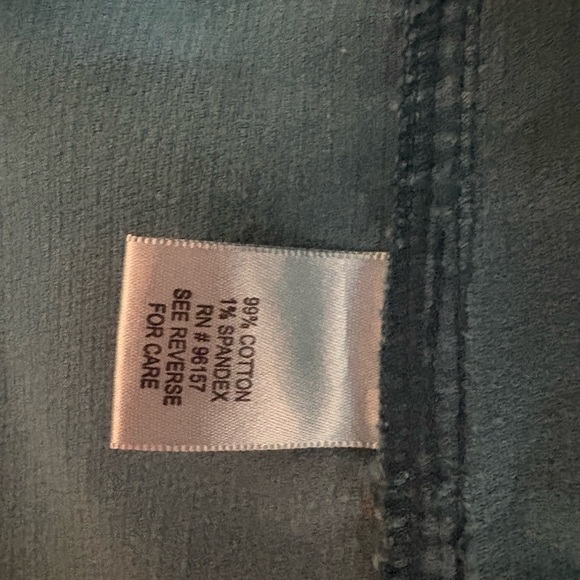 99% COTTON
1% SPANDEX
RN # 96157
SEE REVERSE
FOR CARE